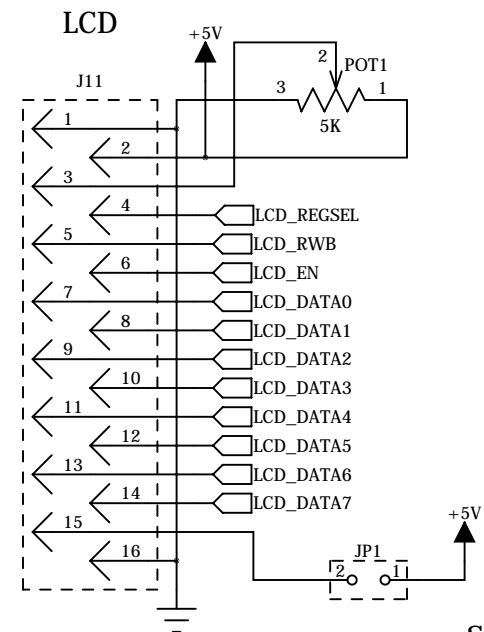 LCD
+5V
J11
2
POT1
3
1
5K
1
2
3
4
LCD_REGSEL
5
LCD_RWB
6
LCD_EN
7
LCD_DATA0
8
LCD_DATA1
9
LCD_DATA2
10
LCD_DATA3
11
LCD_DATA4
12
LCD_DATA5
13
LCD_DATA6
14
LCD_DATA7
+5V
15
JP1
16
2
1